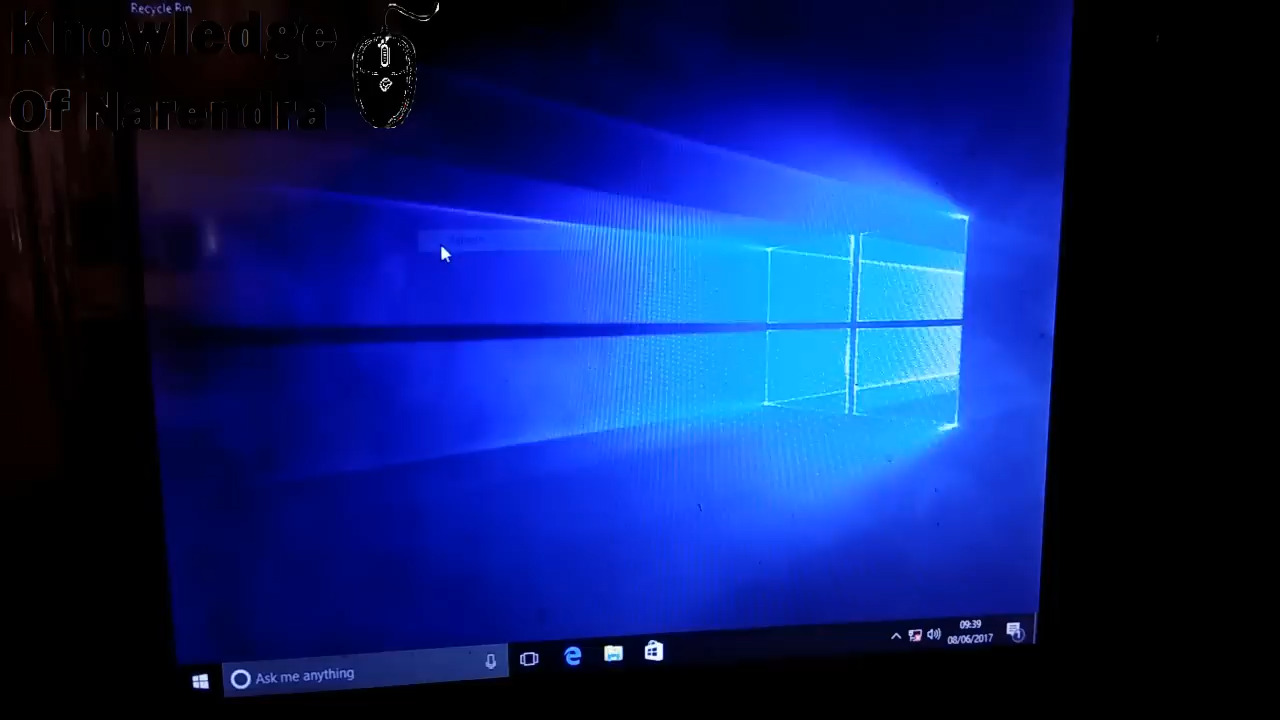 Recycle Bin
Knowledge
Of Narendra
09:39
08/06/2017
Ask me anything